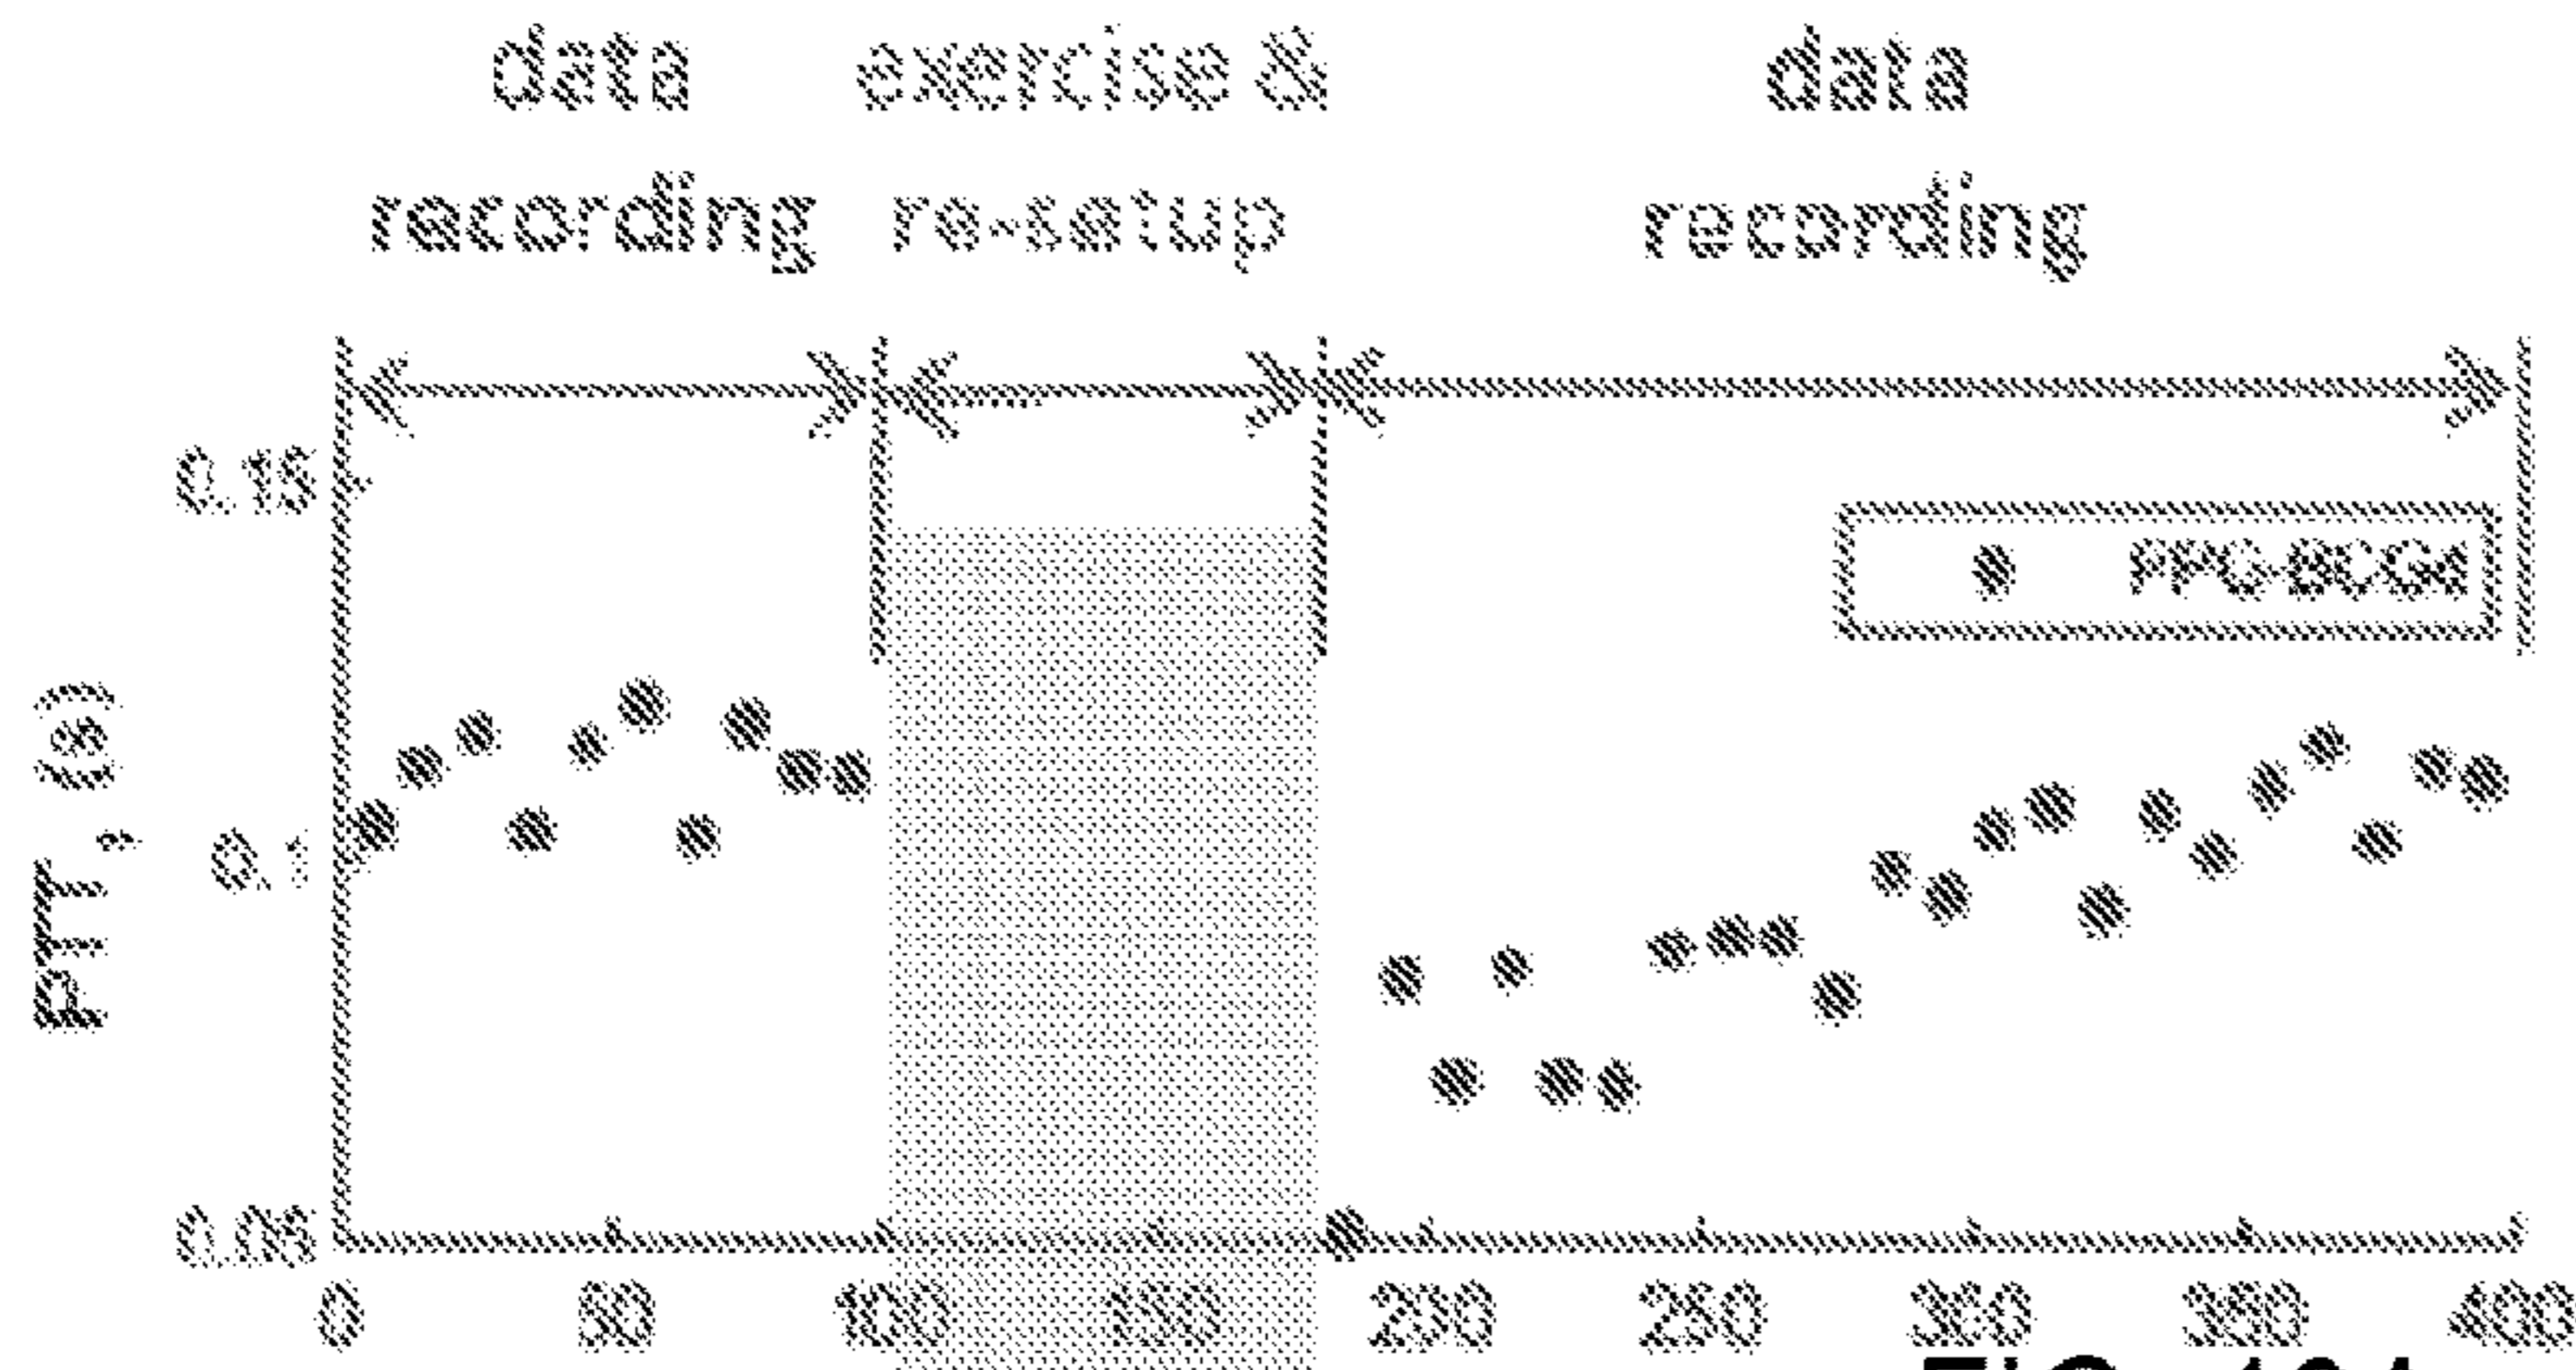 data exercise & data
recording re-setup recording
0.15
PPG-BCG4
PTT, (s)
0.1
0.05
0 50 100 150 200 250 300 350 400